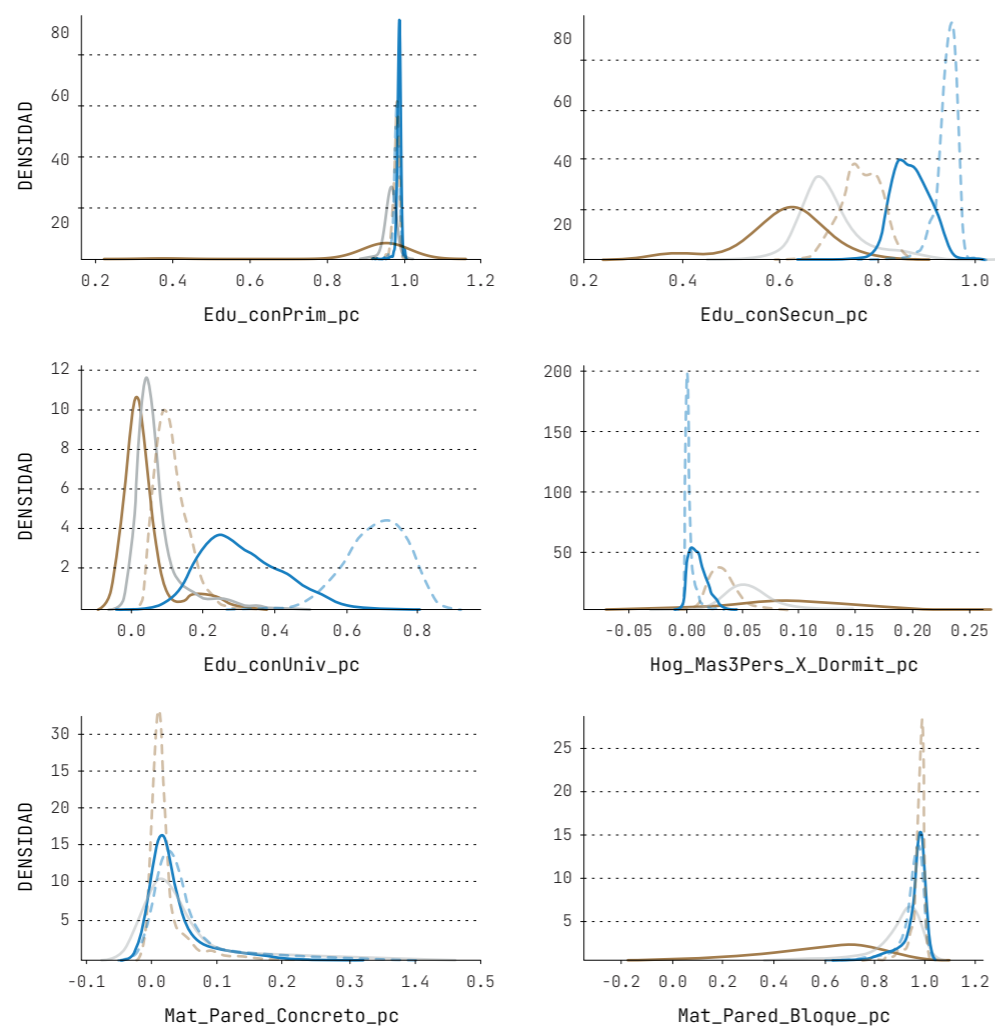 80
60
40
20
DENSIDAD
0.2 0.4 0.6 0.8 1.0 1.2
Edu_conPrim_pc
80
60
40
20
0.2 0.4 0.6 0.8 1.0
Edu_conSecun_pc
12
10
8
6
4
2
DENSIDAD
0.0 0.2 0.4 0.6 0.8
Edu_conUniv_pc
200
150
100
50
-0.05 0.00 0.05 0.10 0.15 0.20 0.25
Hog_Mas3Pers_X_Dormit_pc
30
15
20
15
10
5
DENSIDAD
-0.1 0.0 0.1 0.2 0.3 1.4 0.5
Mat_Pared_Concreto_pc
25
20
15
10
5
-0.2 0.0 0.2 0.4 0.6 0.8 1.0 1.2
Mat_Pared_Bloque_pc